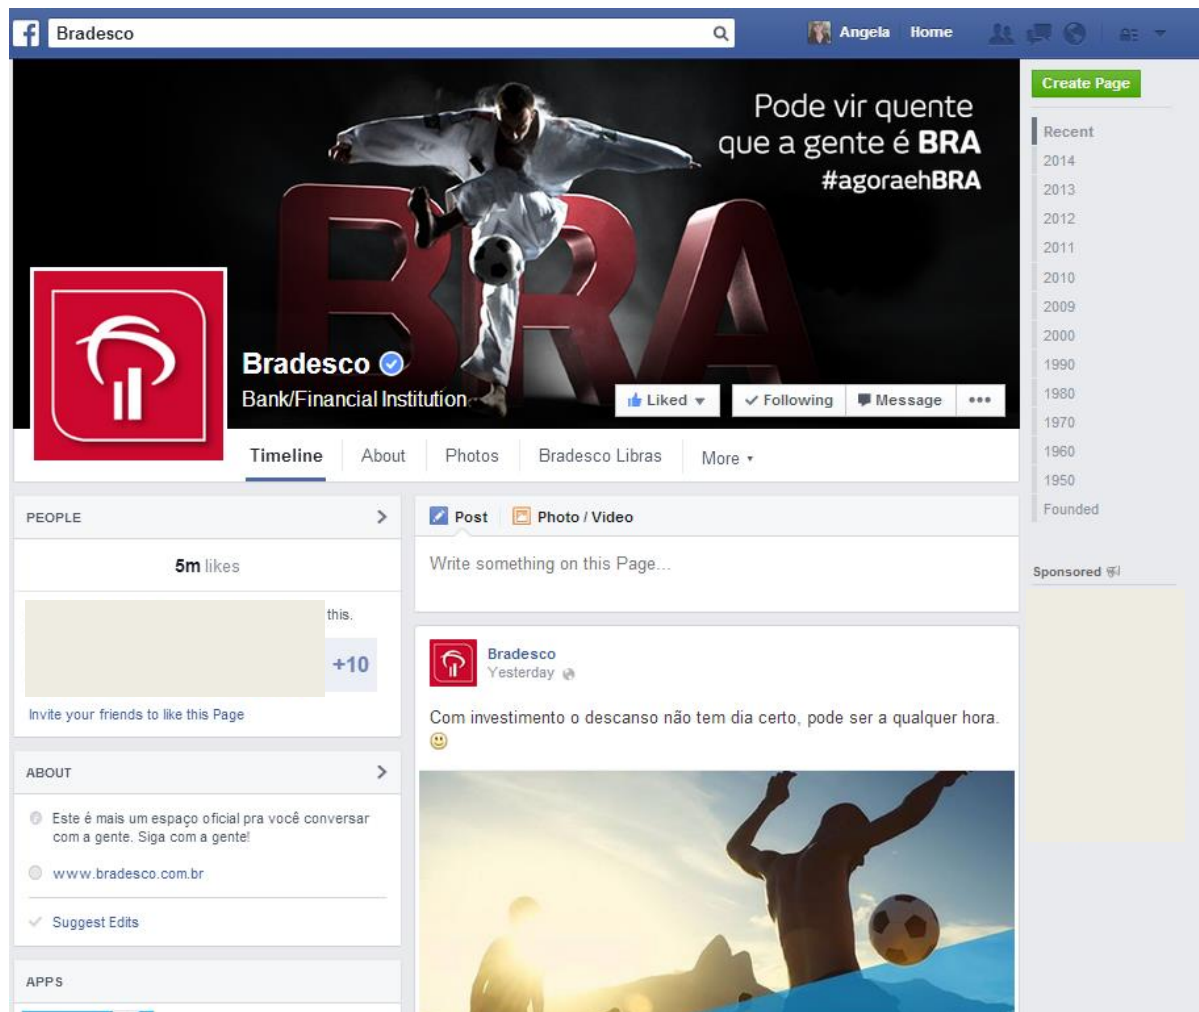 Bradesco
Angela Home
Pode vir quente
que a gente é BRA
#agoraehBRA
BRA
Bradesco
Bank/Financial Institution
Liked
Following
Message
Timeline About Photos Bradesco Libras More
Create Page
Recent
2014
2013
2012
2011
2010
2009
2000
1990
1980
1970
1960
1950
Founded
Sponsored
PEOPLE
5m likes
this.
+10
Invite your friends to like this Page
ABOUT
Este é mais um espaço oficial pra você conversar
com a gente. Siga com a gente!
www.bradesco.com.br
Suggest Edits
APPS
Post Photo / Video
Write something on this Page...
Bradesco
Yesterday
Com investimento o descanso não tem dia certo, pode ser a qualquer hora.